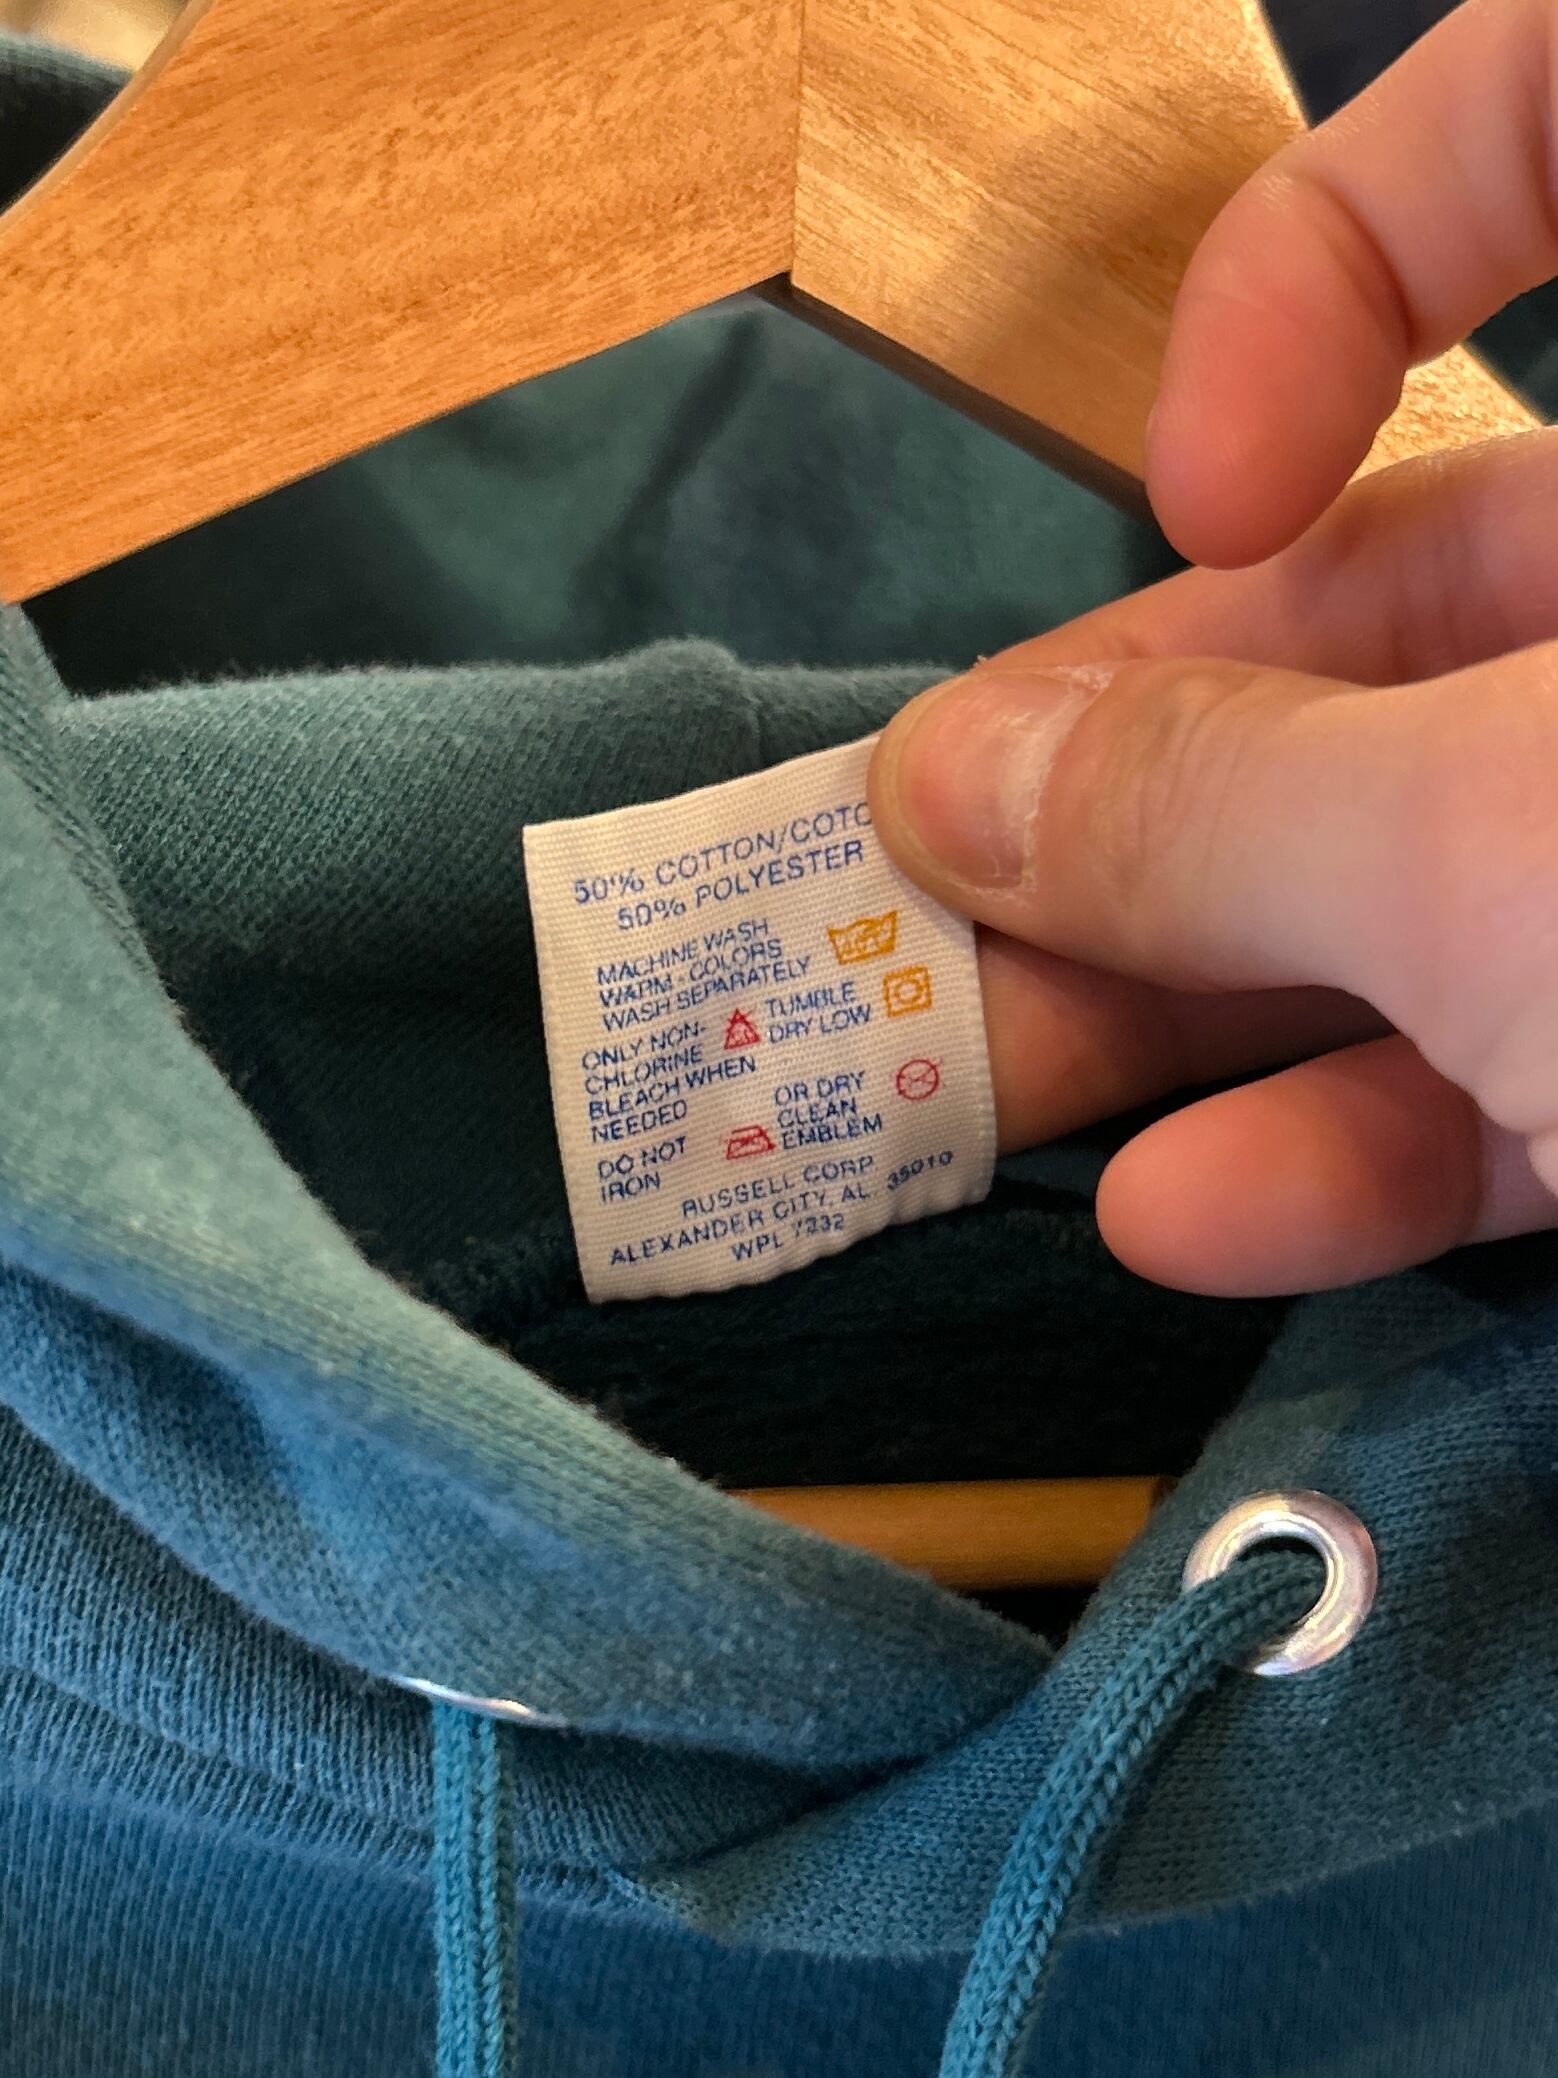 50% COTTON/COTO
50% POLYESTER
MACHINE WASH
WARM-COLORS
WASH SEPARATELY
ONLY NON-
CHLORINE
BLEACH WHEN
NEEDED
TUMBLE
DRY LOW
DO NOT
IRON
OR DRY
CLEAN
EMBLEM
RUSSELL CORP
ALEXANDER CITY, AL 35010
WPL 7332